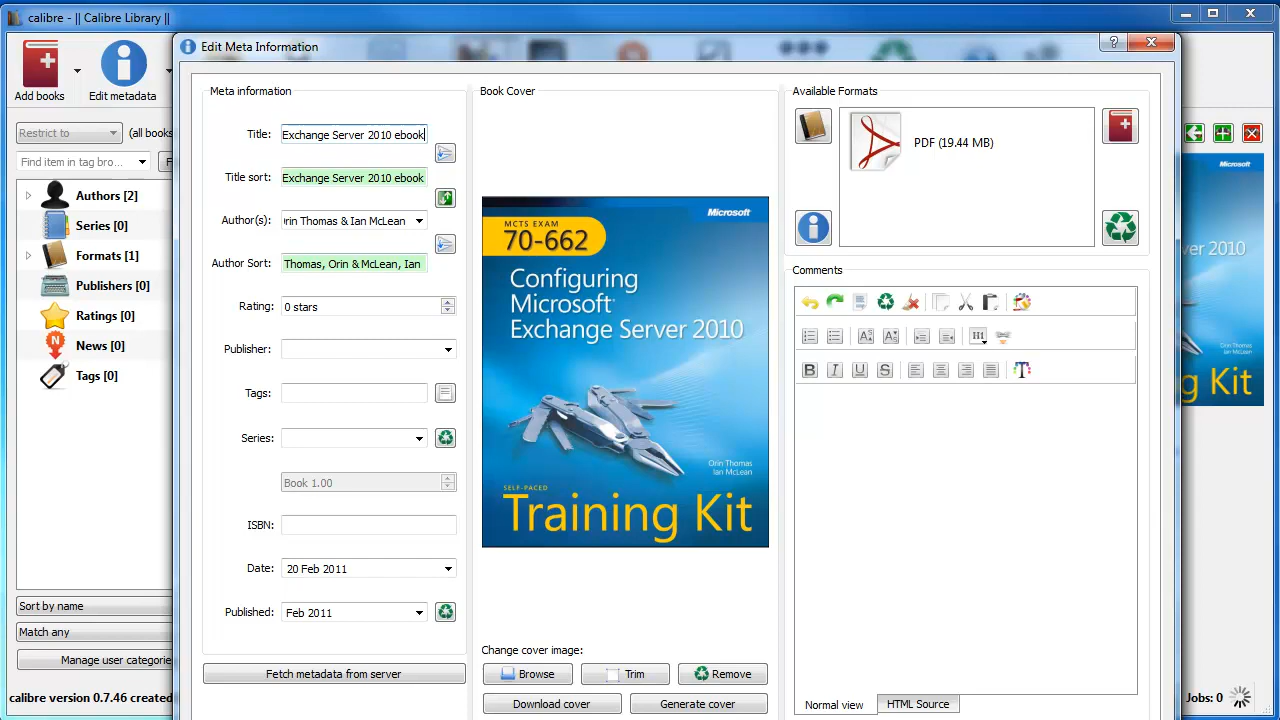 calibre - || Calibre Library ||
Add books
Edit metadata
Restrict to
(all books
Find item in tag brow...
Authors [2]
Series [0]
Formats [1]
Publishers [0]
Ratings [0]
News [0]
Tags [0]
Sort by name
Match any
Manage user categorie
calibre version 0.7.46 created
Edit Meta Information
?
Meta information
Title: Exchange Server 2010 ebook
Title sort: Exchange Server 2010 ebook
Author(s): rin Thomas & Ian McLean
Author Sort: Thomas, Orin & McLean, Ian
Rating: 0 stars
Publisher:
Tags:
Series:
Book 1.00
ISBN:
Date: 20 Feb 2011
Published: Feb 2011
Fetch metadata from server
Book Cover
Microsoft
MCTS EXAM
70-662
Configuring
Microsoft®
Exchange Server 2010
Orin Thomas
Ian McLean
SELF-PACED
Training Kit
Change cover image:
Browse
Trim
Remove
Download cover
Generate cover
Available Formats
PDF (19.44 MB)
Comments
H1
B I U S
Normal view
HTML Source
Microsoft
r 2010
g Kit
Jobs: 0